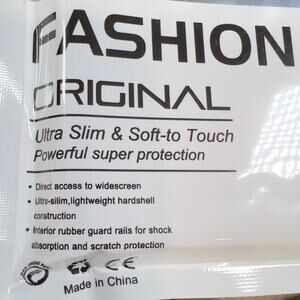 FASHION
ORIGINAL
Ultra Slim & Soft-to Touch
Powerful super protection
• Direct access to widescreen
• Ultra-silim,lightweight hardshell
construction
• Interior rubber guard rails for shock
absorption and scratch protection
CE
Made in China